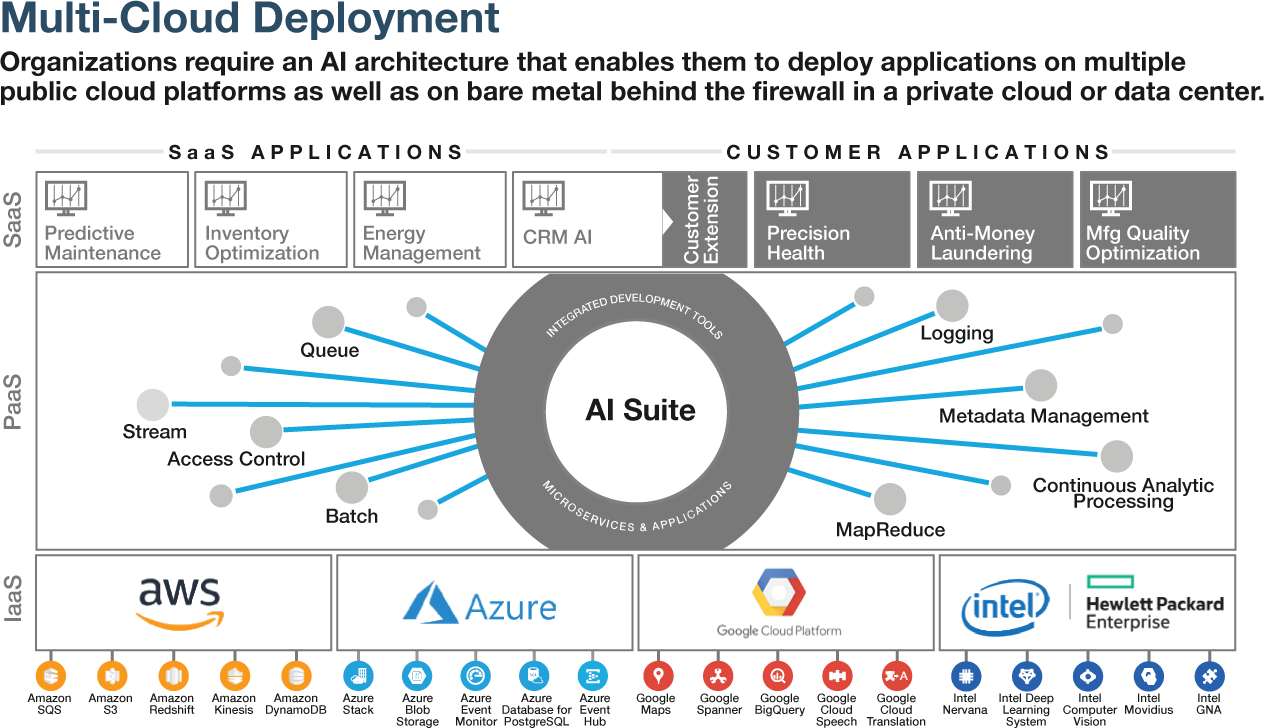 Multi-Cloud Deployment
Organizations require an AI architecture that enables them to deploy applications on multiple
public cloud platforms as well as on bare metal behind the firewall in a private cloud or data center.
SaaS APPLICATIONS
CUSTOMER APPLICATIONS
SaaS
Predictive
Maintenance
Inventory
Optimization
Energy
Management
CRM AI
Customer
Extension
Precision
Health
Anti-Money
Laundering
Mfg Quality
Optimization
PaaS
Queue
Stream
Access Control
Batch
INTEGRATED DEVELOPMENT TOOLS
AI Suite
MICROSERVICES & APPLICATIONS
Logging
Metadata Management
Continuous Analytic
Processing
MapReduce
IaaS
aws
Azure
Google Cloud Platform
intel
Hewlett Packard
Enterprise
Amazon
SQS
Amazon
S3
Amazon
Redshift
Amazon
Kinesis
Amazon
DynamoDB
Azure
Stack
Azure
Blob
Storage
Azure
Event
Monitor
Azure
Database for
PostgreSQL
Azure
Event
Hub
Google
Maps
Google
Spanner
Google
BigQuery
Google
Cloud
Speech
Google
Cloud
Translation
Intel
Nervana
Intel Deep
Learning
System
Intel
Computer
Vision
Intel
Movidius
Intel
GNA